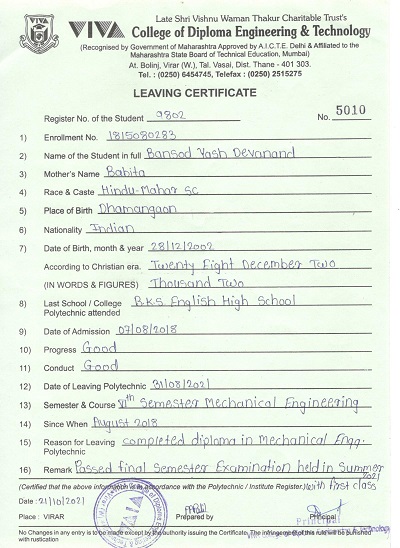 Late Shri Vishnu Waman Thakur Charitable Trust's
VIVA College of Diploma Engineering & Technology
(Recognised by Government of Maharashtra Approved by A.I.C.T.E. Delhi & Affiliated to the
Maharashtra State Board of Technical Education, Mumbai)
At. Bolinj, Virar (W.), Tal. Vasai, Dist. Thane - 401 303.
Tel. : (0250) 6454745, Telefax : (0250) 2515275
LEAVING CERTIFICATE
Register No. of the Student 9802 No. 5010
1) Enrollment No. 1815080283
2) Name of the Student in full Bansod Yash Devanand
3) Mother's Name Babita
4) Race & Caste Hindu-Mahar SC
5) Place of Birth Dhamangaon
6) Nationality Indian
7) Date of Birth, month & year 28/12/2002
According to Christian era. Twenty Eight December Two
(IN WORDS & FIGURES) Thousand Two
8) Last School / College B.K.S English High School
Polytechnic attended
9) Date of Admission 07/08/2018
10) Progress Good
11) Conduct Good
12) Date of Leaving Polytechnic 31/08/2021
13) Semester & Course VIth Semester Mechanical Engineering
14) Since When August 2018
15) Reason for Leaving completed diploma in Mechanical Engg.
Polytechnic
16) Remark Passed final Semester Examination held in Summer
2021
(Certified that the above information is in accordance with the Polytechnic / Institute Register.) with first class
Date : 21/10/2021
Place : VIRAR Prepared by Principal
Principal
No Changes in any entry is to be made except by the authority issuing the Certificate. The infringement of this rule will be punished
with rustication